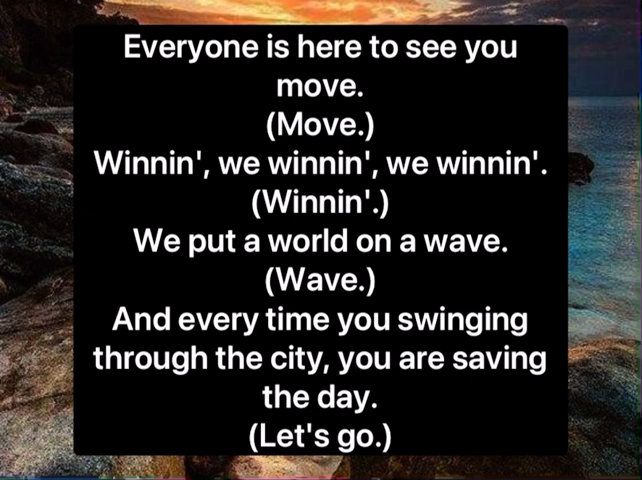 Everyone is here to see you
move.
(Move.)
Winnin', we winnin', we winnin'.
(Winnin'.)
We put a world on a wave.
(Wave.)
And every time you swinging
through the city, you are saving
the day.
(Let's go.)